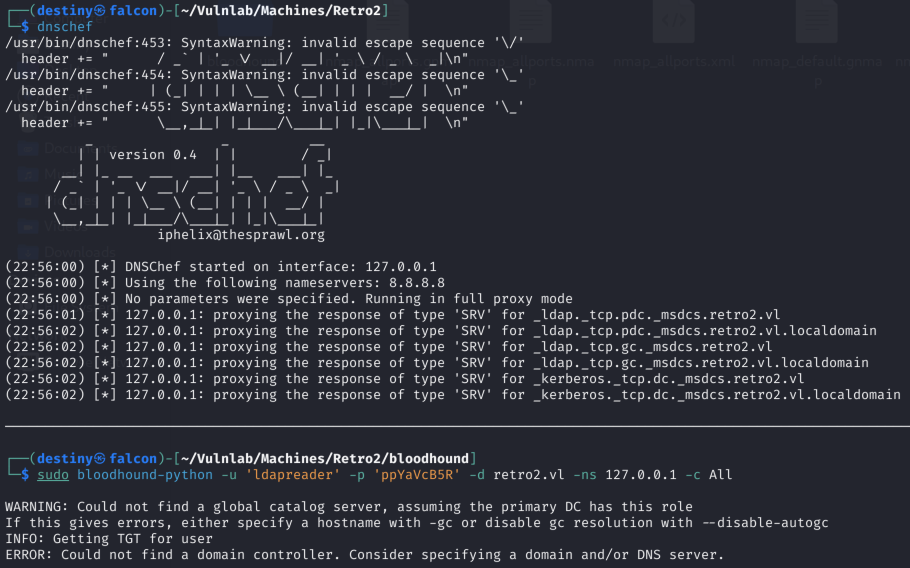 (destiny㉿falcon)-[~/Vulnlab/Machines/Retro2]
$ dnschef
/usr/bin/dnschef:453: SyntaxWarning: invalid escape sequence '\/'
header += "      / _` | '_ \/ __|/ __| '_ \ / _ \  _|\n"
/usr/bin/dnschef:454: SyntaxWarning: invalid escape sequence '\_'
header += "     | (_| | | | \__ \ (__| | | |  __/ |  \n"
/usr/bin/dnschef:455: SyntaxWarning: invalid escape sequence '\_'
header += "      \__,_|_| |_|___/\___|_| |_|\___|_|  \n"
version 0.4
iphelix@thesprawl.org
(22:56:00) [*] DNSChef started on interface: 127.0.0.1
(22:56:00) [*] Using the following nameservers: 8.8.8.8
(22:56:00) [*] No parameters were specified. Running in full proxy mode
(22:56:01) [*] 127.0.0.1: proxying the response of type 'SRV' for _ldap._tcp.pdc._msdcs.retro2.vl
(22:56:02) [*] 127.0.0.1: proxying the response of type 'SRV' for _ldap._tcp.pdc._msdcs.retro2.vl.localdomain
(22:56:02) [*] 127.0.0.1: proxying the response of type 'SRV' for _ldap._tcp.gc._msdcs.retro2.vl
(22:56:02) [*] 127.0.0.1: proxying the response of type 'SRV' for _ldap._tcp.gc._msdcs.retro2.vl.localdomain
(22:56:02) [*] 127.0.0.1: proxying the response of type 'SRV' for _kerberos._tcp.dc._msdcs.retro2.vl
(22:56:02) [*] 127.0.0.1: proxying the response of type 'SRV' for _kerberos._tcp.dc._msdcs.retro2.vl.localdomain
(destiny㉿falcon)-[~/Vulnlab/Machines/Retro2/bloodhound]
$ sudo bloodhound-python -u 'ldapreader' -p 'ppYaVcB5R' -d retro2.vl -ns 127.0.0.1 -c All
WARNING: Could not find a global catalog server, assuming the primary DC has this role
If this gives errors, either specify a hostname with -gc or disable gc resolution with --disable-autogc
INFO: Getting TGT for user
ERROR: Could not find a domain controller. Consider specifying a domain and/or DNS server.